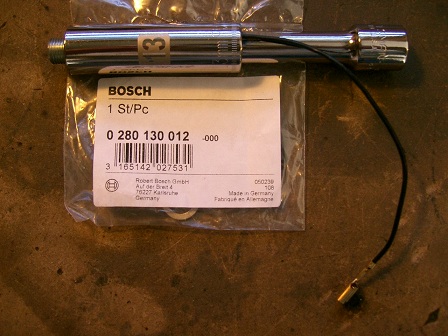 13
BOSCH
1 St/Pc
0 280 130 012 -000
3 165142 027531
Robert Bosch GmbH
Auf der Breit 4
76227 Karlsruhe
Germany
050239
108
Made in Germany
Fabriqué en Allemagne